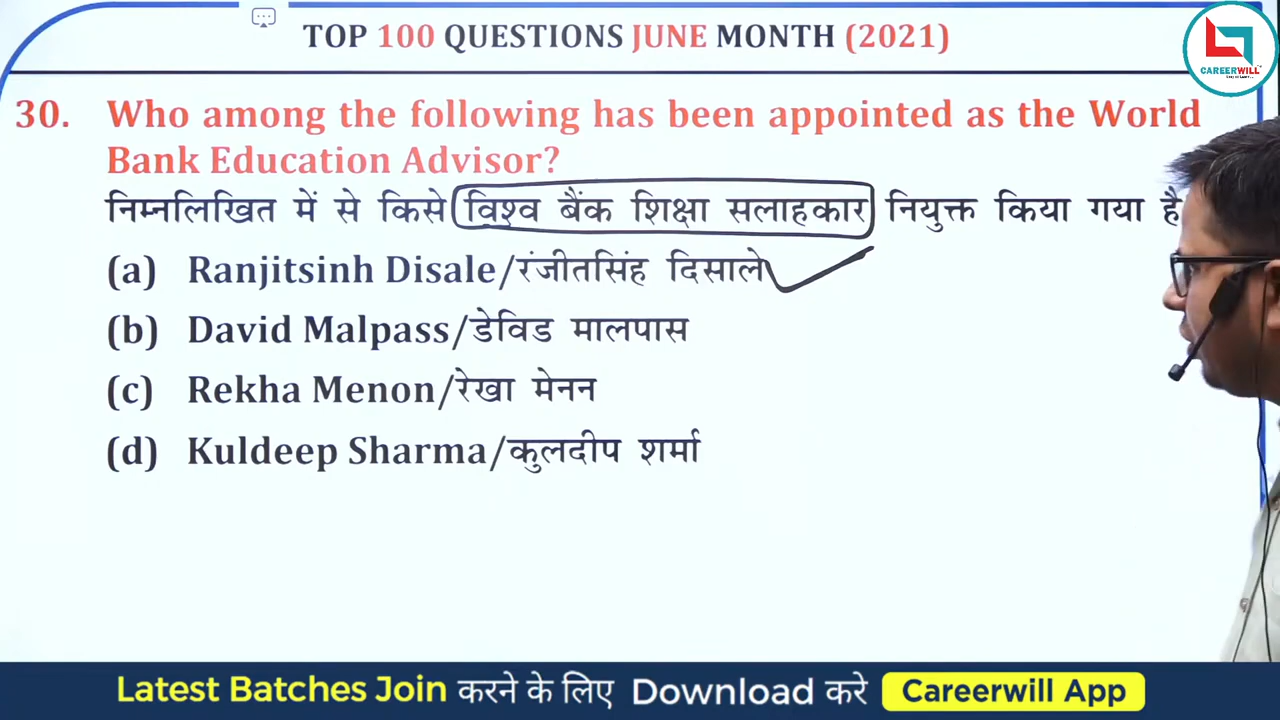 TOP 100 QUESTIONS JUNE MONTH (2021)
CAREERWILL
30. Who among the following has been appointed as the World
Bank Education Advisor?
निम्नलिखित में से किसे विश्व बैंक शिक्षा सलाहकार नियुक्त किया गया है
(a) Ranjitsinh Disale/रंजीतसिंह दिसाले
(b) David Malpass/डेविड मालपास
(c) Rekha Menon/रेखा मेनन
(d) Kuldeep Sharma/कुलदीप शर्मा
Latest Batches Join करने के लिए Download करे Careerwill App